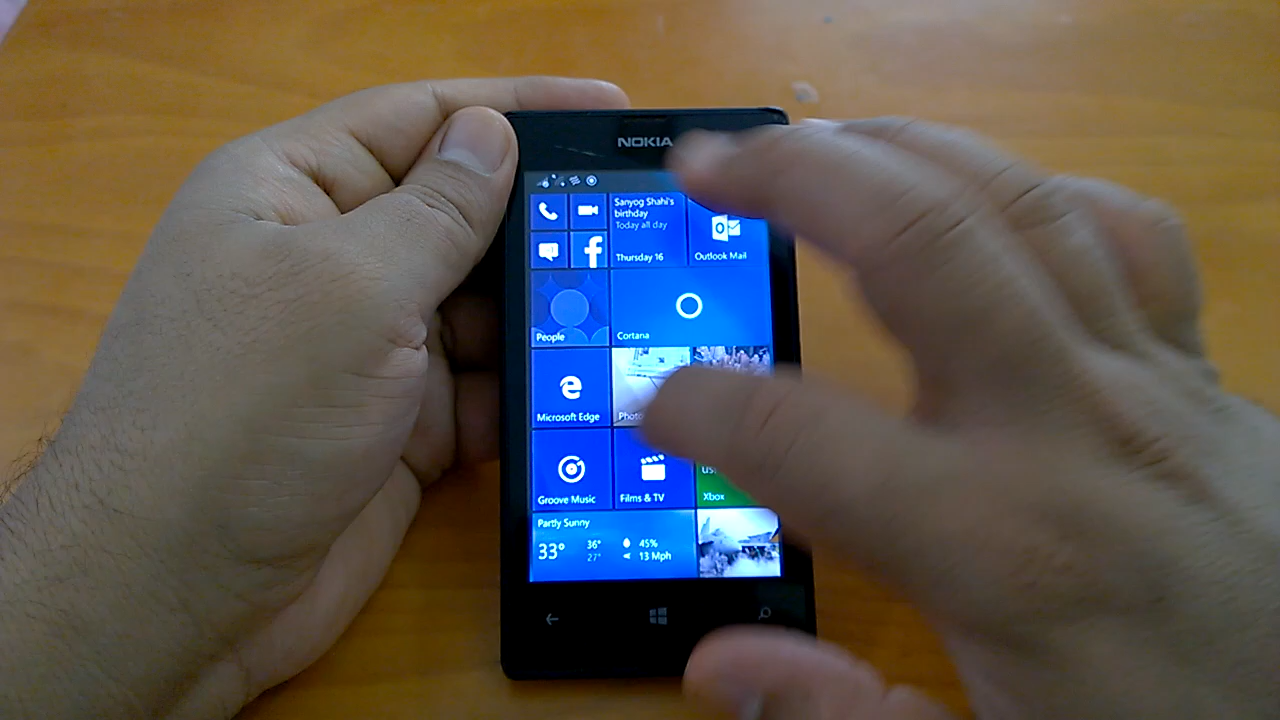 NOKIA
Sanyog Shahi's
birthday
Today all day
Thursday 16
Outlook Mail
People
Cortana
Microsoft Edge
Groove Music
Films & TV
Xbox
Partly Sunny
33° 36° 45%
27° 13 Mph